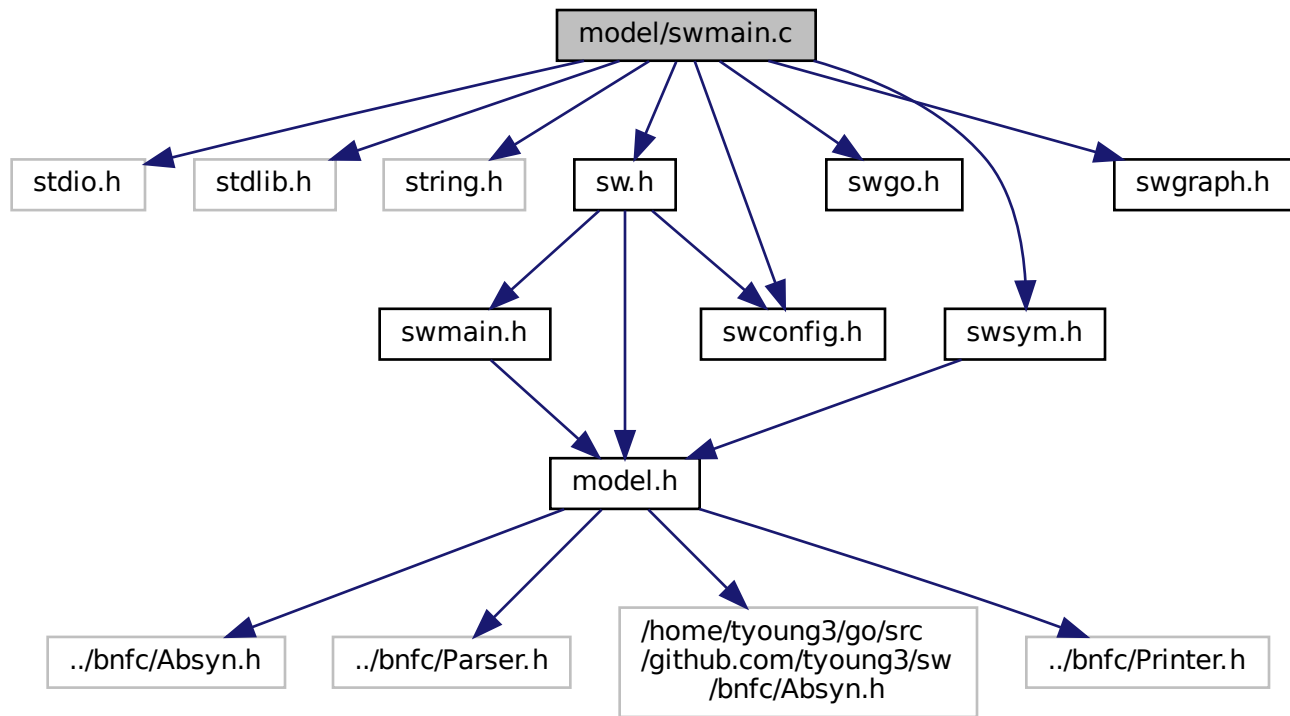 model/swmain.c
stdio.h
stdlib.h
string.h
sw.h
swgo.h
swgraph.h
swmain.h
swconfig.h
swsym.h
model.h
../bnfc/Absyn.h
../bnfc/Parser.h
/home/tyoung3/go/src
/github.com/tyoung3/sw
/bnfc/Absyn.h
../bnfc/Printer.h